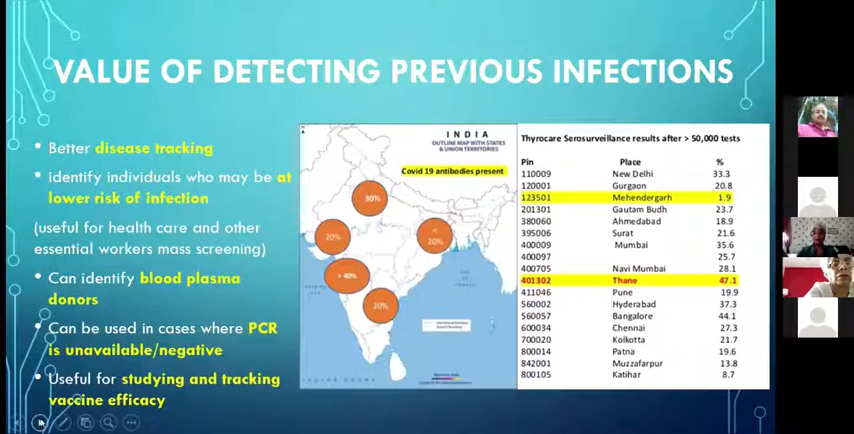 VALUE OF DETECTING PREVIOUS INFECTIONS
• Better disease tracking
• identify individuals who may be at
lower risk of infection
(useful for health care and other
essential workers mass screening)
• Can identify blood plasma
donors
• Can be used in cases where PCR
is unavailable/negative
• Useful for studying and tracking
vaccine efficacy
INDIA
OUTLINE MAP WITH STATES
& UNION TERRITORIES
Covid 19 antibodies present
30%
20%
<
20%
> 40%
20%
Thyrocare Serosurveillance results after > 50,000 tests
Pin Place %
110009 New Delhi 33.3
120001 Gurgaon 20.8
123501 Mehendergarh 1.9
201301 Gautam Budh 23.7
380060 Ahmedabad 18.9
395006 Surat 21.6
400009 Mumbai 35.6
400097 25.7
400705 Navi Mumbai 28.1
401302 Thane 47.1
411046 Pune 19.9
560002 Hyderabad 37.3
560057 Bangalore 44.1
600034 Chennai 27.3
700020 Kolkotta 21.7
800014 Patna 19.6
842001 Muzzafarpur 13.8
800105 Katihar 8.7